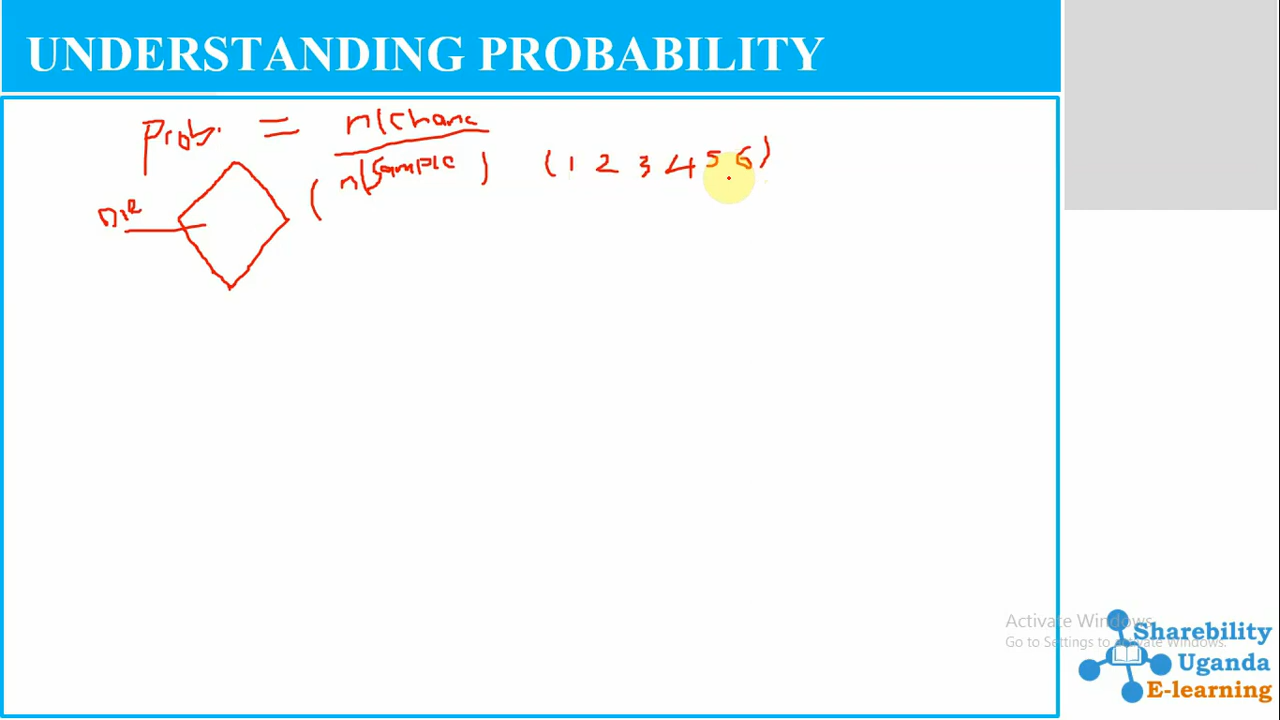 UNDERSTANDING PROBABILITY
Prob. = n(chanc
n(sample) (1 2 3 4 5 6)
Die
Activate Windows
Go to Settings to activate Windows.
Sharebility
Uganda
E-learning